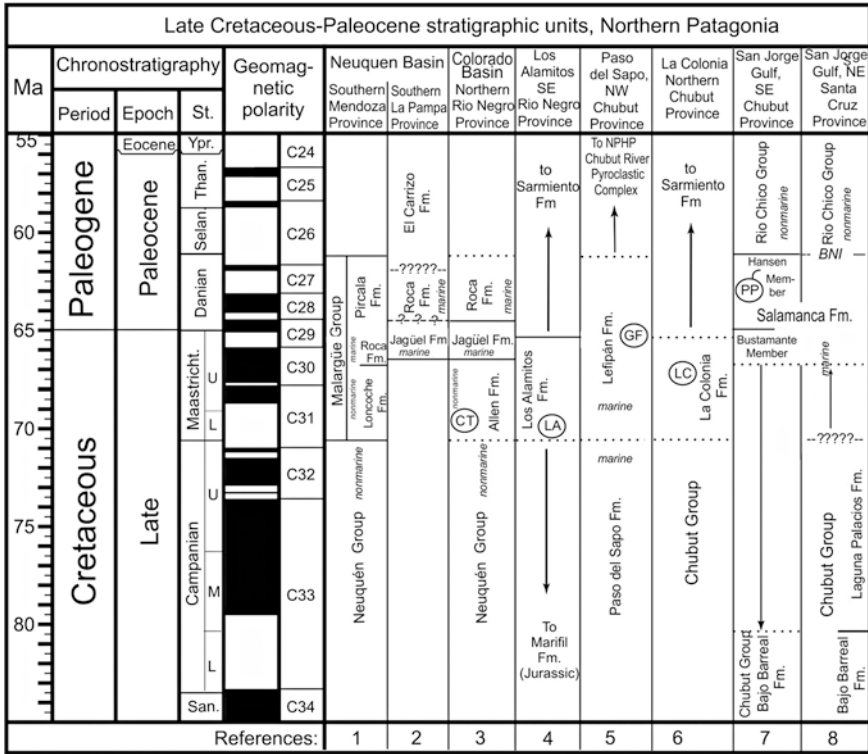 Late Cretaceous-Paleocene stratigraphic units, Northern Patagonia
Ma
Chronostratigraphy
Period
Epoch
St.
Geomag-
netic
polarity
Neuquen Basin
Southern
Mendoza
Province
Southern
La Pampa
Province
Colorado
Basin
Northern
Rio Negro
Province
Los
Alamitos
SE
Rio Negro
Province
Paso
del Sapo,
NW
Chubut
Province
La Colonia
Northern
Chubut
Province
San Jorge
Gulf,
SE
Chubut
Province
San Jorge
Gulf, NE
Santa
Cruz
Province
55
60
65
70
75
80
Paleogene
Cretaceous
Eocene
Paleocene
Late
Ypr.
Than.
Selan.
Danian
Maastricht.
U
L
Campanian
U
M
L
San.
C24
C25
C26
C27
C28
C29
C30
C31
C32
C33
C34
Malargüe Group
Pircala
Fm.
marine
Roca
Fm.
nonmarine
Loncoche
Fm.
Neuquén Group nonmarine
El Carrizo
Fm.
--?????--
Roca
Fm.
marine
? ? ?
Jagüel Fm.
marine
Roca
Fm.
marine
Jagüel Fm.
marine
nonmarine
CT
Allen Fm.
Neuquén Group nonmarine
to
Sarmiento
Fm
Los Alamitos
Fm.
LA
To
Marifil
Fm.
(Jurassic)
To NPHP
Chubut River
Pyroclastic
Complex
Lefipán Fm.
GF
marine
marine
Paso del Sapo Fm.
to
Sarmiento
Fm
LC
La Colonia
Fm.
Chubut Group
Rio Chico Group
nonmarine
Hansen
Mem-
ber
PP
Salamanca Fm.
Bustamante
Member
Chubut Group
Bajo Barreal
Fm.
Rio Chico Group
nonmarine
BNI
marine
--?????--
Chubut Group
Laguna Palacios Fm.
Bajo Barreal
Fm.
References:
1
2
3
4
5
6
7
8